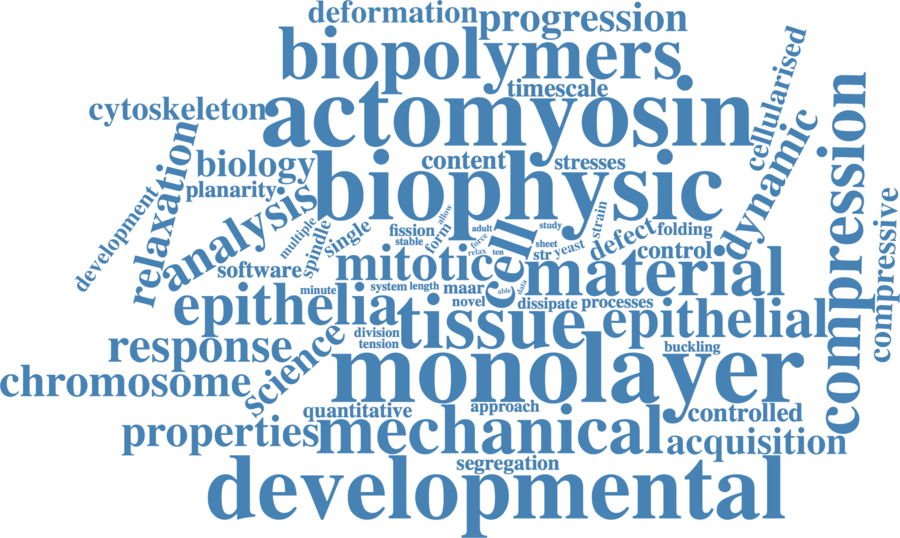 deformation
progression
biopolymers
timescale
cellularised
cytoskeleton
actomyosin
compression
dynamic
relaxation
biology
content
stresses
biophysic
planarity
analysis
development
multiple
spindle
single
allow
form
fission
stable
adult
study
force
relax
ten
cell
sheet
str
yeast
strain
defect
folding
control
compressive
software
mitotic
material
minute
system
length
maar
able
data
novel
dissipate
processes
epithelia
tissue
epithelial
division
tension
buckling
response
science
monolayer
chromosome
quantitative
approach
controlled
properties
mechanical
acquisition
segregation
developmental